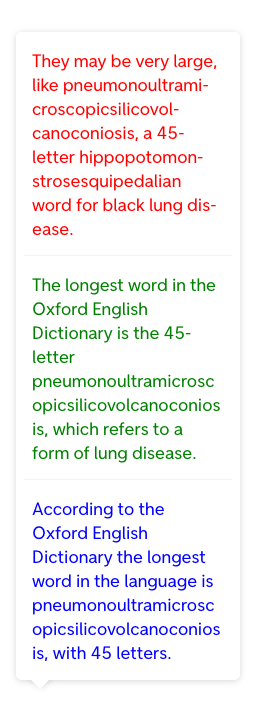 They may be very large,
like pneumonoultrami-
croscopicsilicovol-
canoconiosis, a 45-
letter hippopotomon-
strosesquipedalian
word for black lung dis-
ease.
The longest word in the
Oxford English
Dictionary is the 45-
letter
pneumonoultramicrosc
opicsilicovolcanoconios
is, which refers to a
form of lung disease.
According to the
Oxford English
Dictionary the longest
word in the language is
pneumonoultramicrosc
opicsilicovolcanoconios
is, with 45 letters.